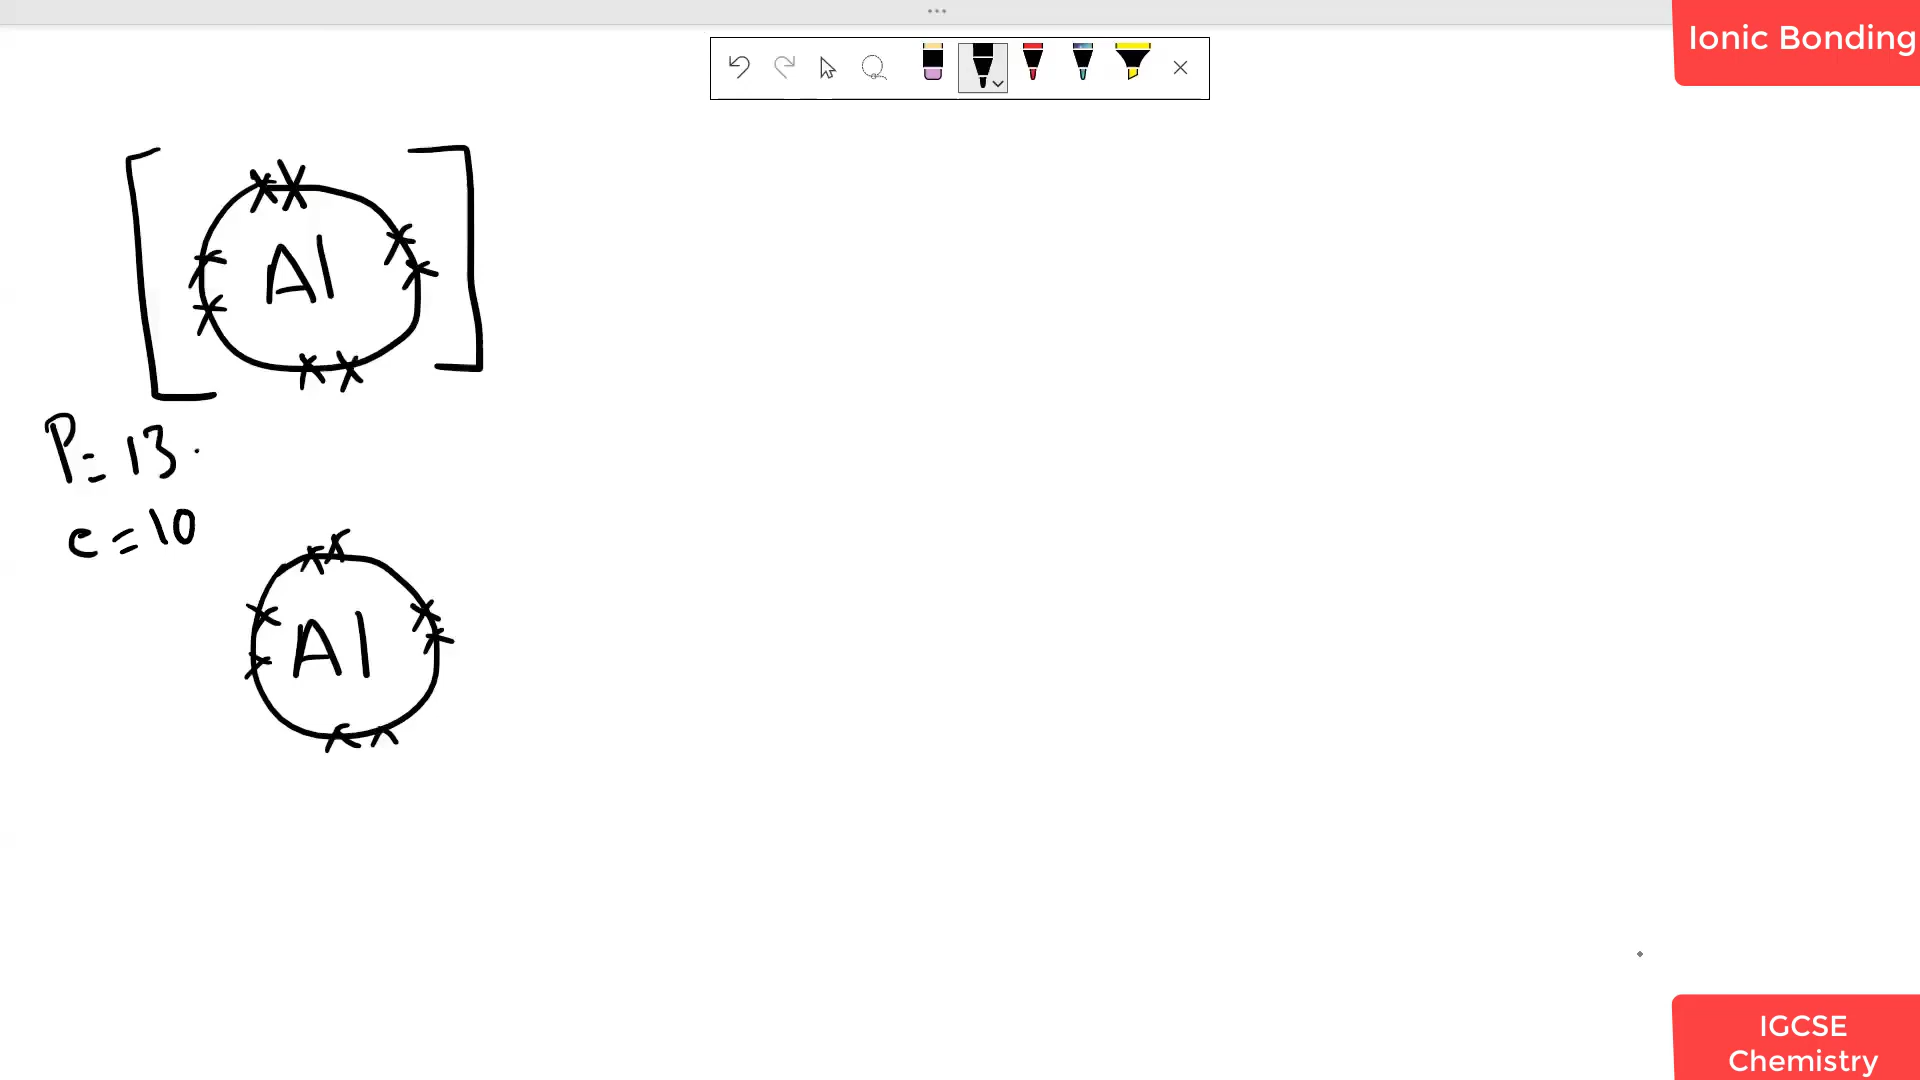 Ionic Bonding
Al
P= 13
e = 10
Al
IGCSE
Chemistry